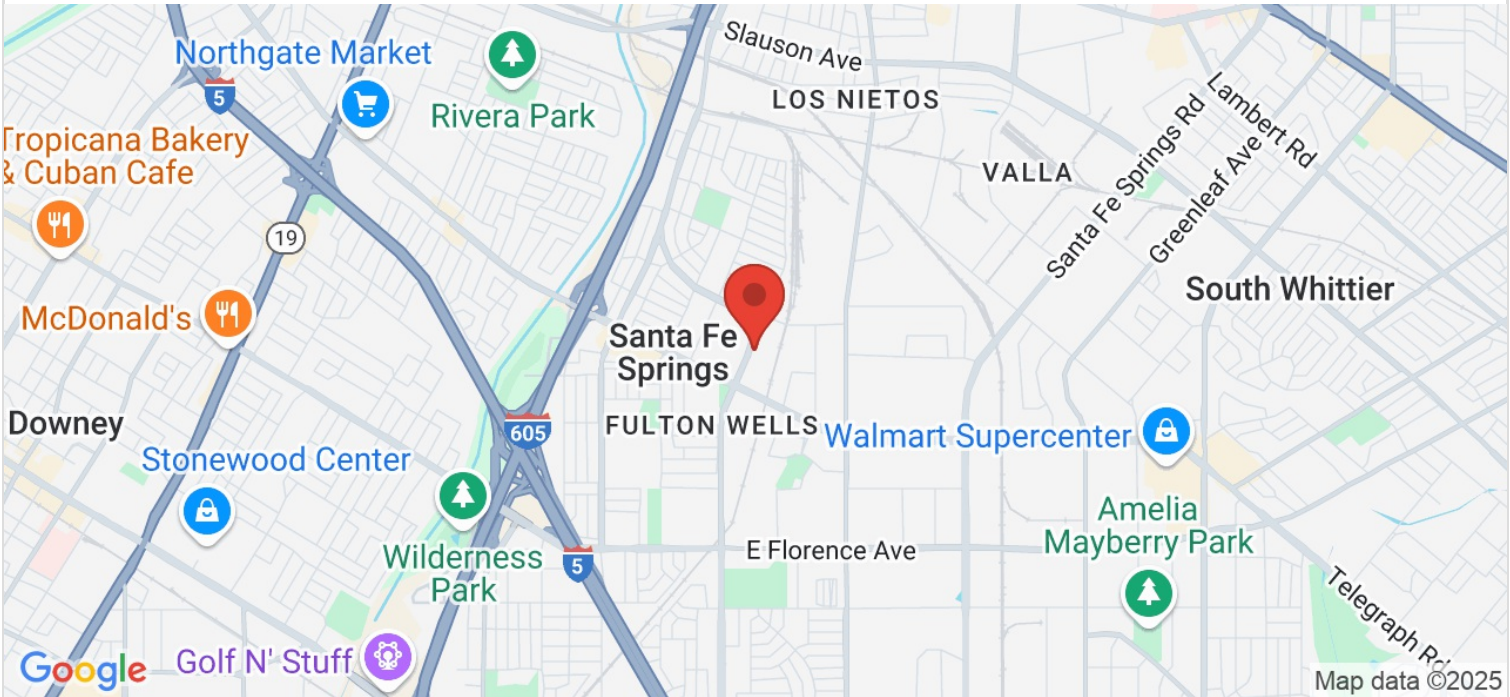 Slauson Ave
Northgate Market
5
Rivera Park
LOS NIETOS
Lambert Rd
Tropicana Bakery
& Cuban Cafe
VALLA
Santa Fe Springs Rd
Greenleaf Ave
19
South Whittier
McDonald's
Santa Fe
Springs
Downey
605
FULTON WELLS
Walmart Supercenter
Stonewood Center
Amelia
Mayberry Park
Wilderness
Park
5
E Florence Ave
Telegraph Rd
Golf N' Stuff
Google
Map data ©2025